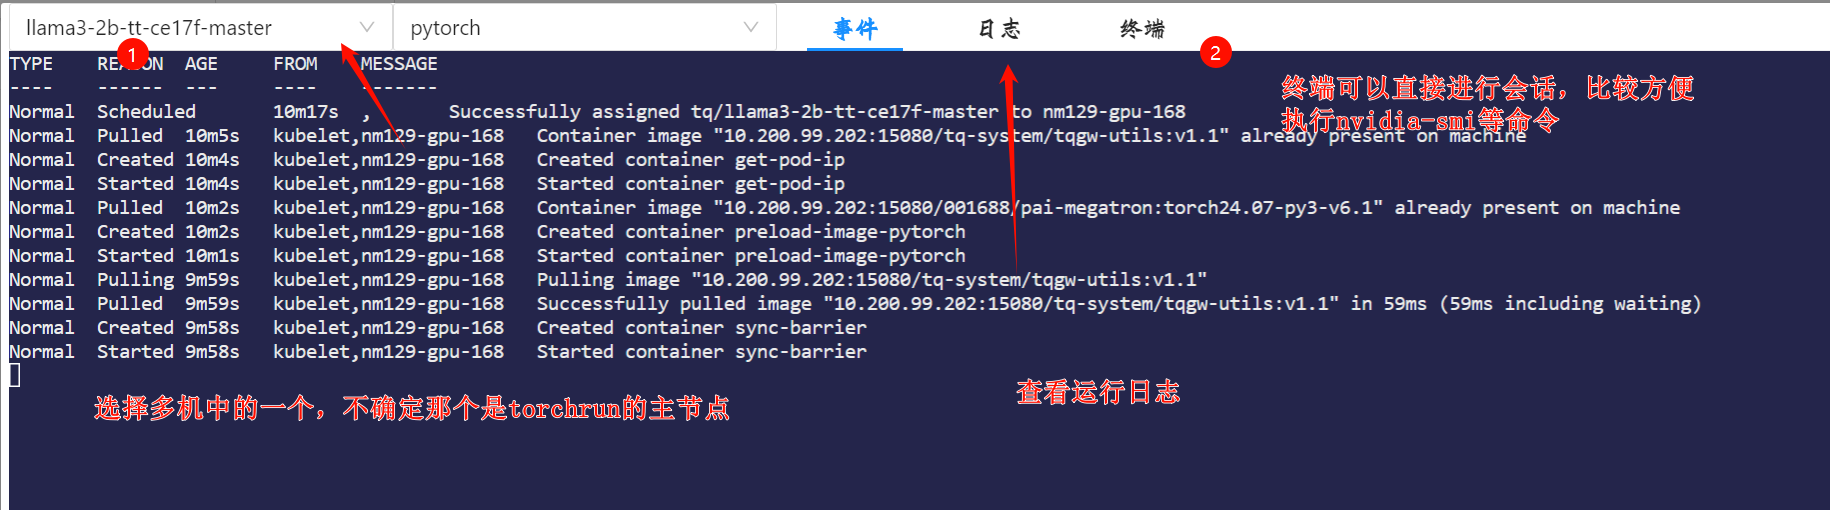 llama3-2b-tt-ce17f-master pytorch 事件 日志 终端
1 2
TYPE REASON AGE FROM MESSAGE
---- ------ --- ---- -------
终端可以直接进行会话，比较方便
执行nvidia-smi等命令
Normal Scheduled 10m17s , Successfully assigned tq/llama3-2b-tt-ce17f-master to nm129-gpu-168
Normal Pulled 10m5s kubelet,nm129-gpu-168 Container image "10.200.99.202:15080/tq-system/tqgw-utils:v1.1" already present on machine
Normal Created 10m4s kubelet,nm129-gpu-168 Created container get-pod-ip
Normal Started 10m4s kubelet,nm129-gpu-168 Started container get-pod-ip
Normal Pulled 10m2s kubelet,nm129-gpu-168 Container image "10.200.99.202:15080/001688/pai-megatron:torch24.07-py3-v6.1" already present on machine
Normal Created 10m2s kubelet,nm129-gpu-168 Created container preload-image-pytorch
Normal Started 10m1s kubelet,nm129-gpu-168 Started container preload-image-pytorch
Normal Pulling 9m59s kubelet,nm129-gpu-168 Pulling image "10.200.99.202:15080/tq-system/tqgw-utils:v1.1"
Normal Pulled 9m59s kubelet,nm129-gpu-168 Successfully pulled image "10.200.99.202:15080/tq-system/tqgw-utils:v1.1" in 59ms (59ms including waiting)
Normal Created 9m58s kubelet,nm129-gpu-168 Created container sync-barrier
Normal Started 9m58s kubelet,nm129-gpu-168 Started container sync-barrier
选择多机中的一个，不确定那个是torchrun的主节点
查看运行日志